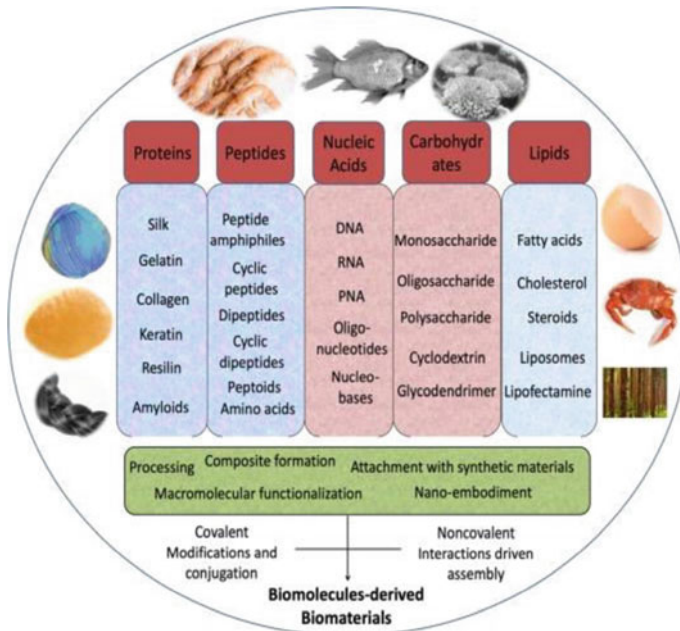 Proteins
Peptides
Nucleic
Acids
Carbohydr
ates
Lipids
Silk
Gelatin
Collagen
Keratin
Resilin
Amyloids
Peptide
amphiphiles
Cyclic
peptides
Dipeptides
Cyclic
dipeptides
Peptoids
Amino acids
DNA
RNA
PNA
Oligo-
nucleotides
Nucleo-
bases
Monosaccharide
Oligosaccharide
Polysaccharide
Cyclodextrin
Glycodendrimer
Fatty acids
Cholesterol
Steroids
Liposomes
Lipofectamine
Processing
Composite formation
Attachment with synthetic materials
Macromolecular functionalization
Nano-embodiment
Covalent
Modifications and
conjugation
Noncovalent
Interactions driven
assembly
Biomolecules-derived
Biomaterials